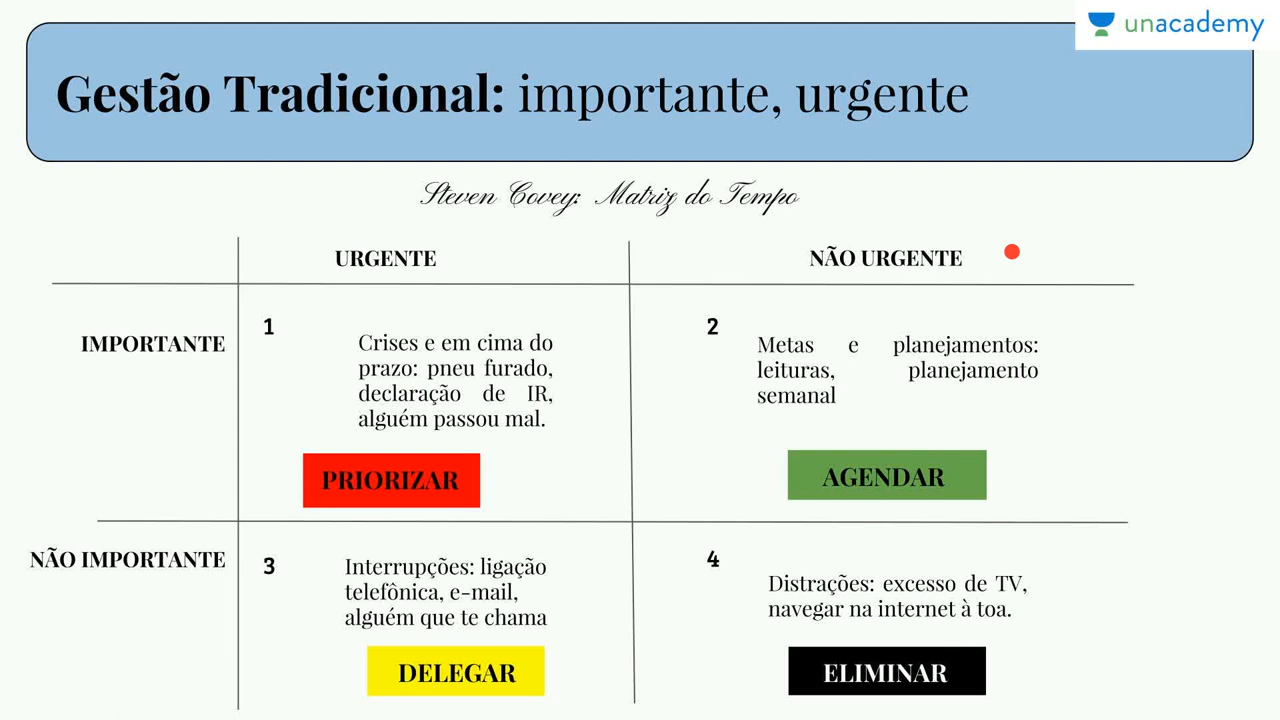 unacademy
Gestão Tradicional: importante, urgente
Steven Covey: Matriz do Tempo
URGENTE
NÃO URGENTE
IMPORTANTE
1
Crises e em cima do
prazo: pneu furado,
declaração de IR,
alguém passou mal.
PRIORIZAR
2
Metas e planejamentos:
leituras, planejamento
semanal
AGENDAR
NÃO IMPORTANTE
3
Interrupções: ligação
telefônica, e-mail,
alguém que te chama
DELEGAR
4
Distrações: excesso de TV,
navegar na internet à toa.
ELIMINAR